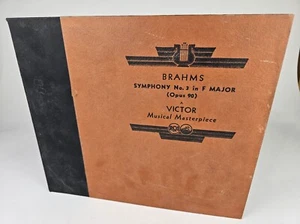 BRAHMS
SYMPHONY No. 3 in F MAJOR
(Opus 90)
VICTOR
Musical Masterpiece